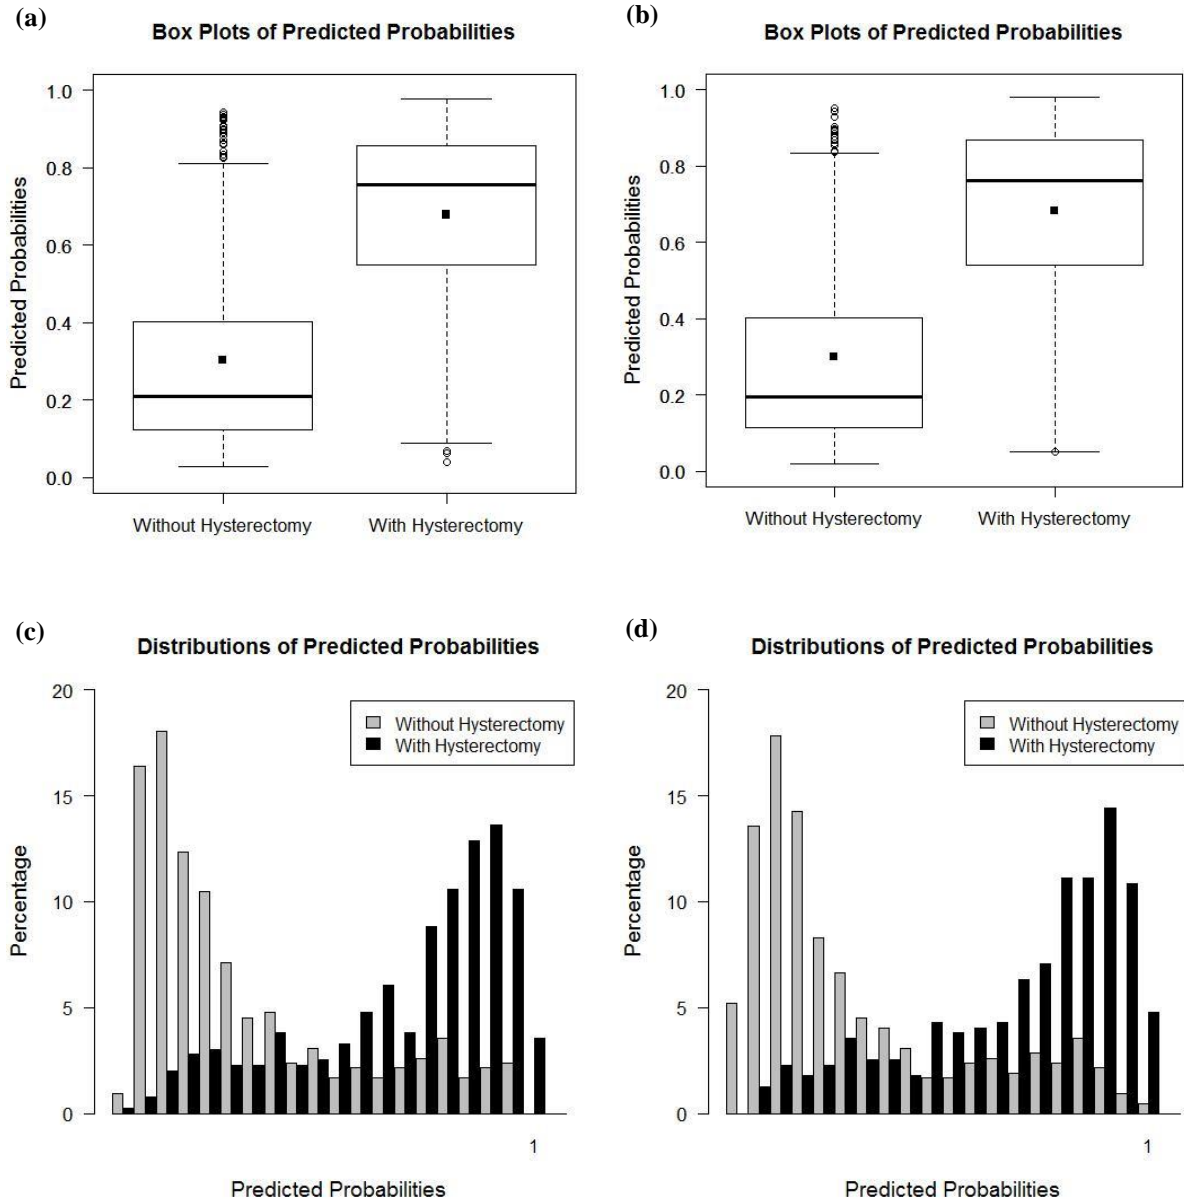 (a)
Box Plots of Predicted Probabilities
Predicted Probabilities
1.0
0.8
0.6
0.4
0.2
0.0
Without Hysterectomy
With Hysterectomy
(b)
Box Plots of Predicted Probabilities
Predicted Probabilities
1.0
0.8
0.6
0.4
0.2
0.0
Without Hysterectomy
With Hysterectomy
(c)
Distributions of Predicted Probabilities
Percentage
20
15
10
5
0
Without Hysterectomy
With Hysterectomy
1
Predicted Probabilities
(d)
Distributions of Predicted Probabilities
Percentage
20
15
10
5
0
Without Hysterectomy
With Hysterectomy
1
Predicted Probabilities